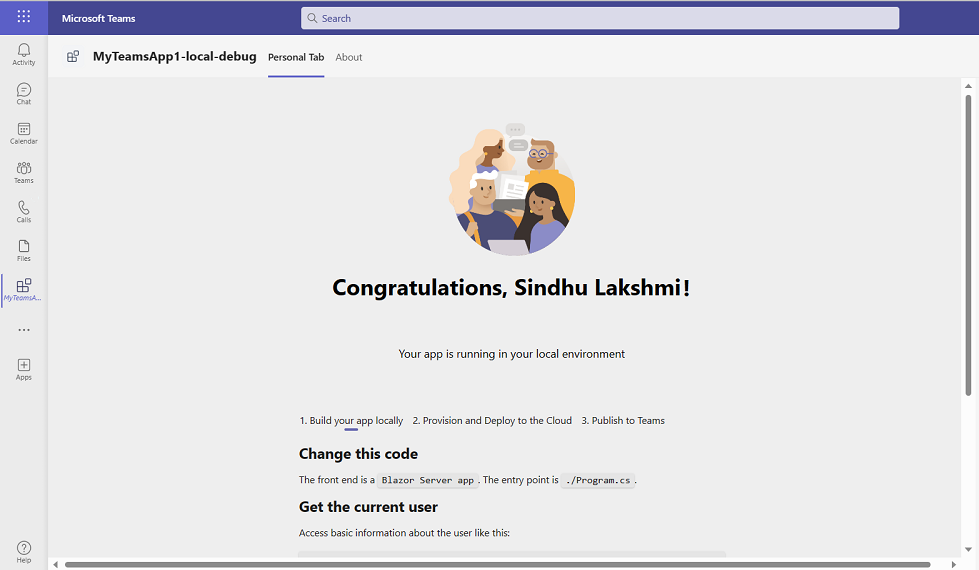 Microsoft Teams
Search
MyTeamsApp1-local-debug
Personal Tab
About
Activity
Chat
Calendar
Teams
Calls
Files
MyTeamsA...
Apps
Help
Congratulations, Sindhu Lakshmi!
Your app is running in your local environment
1. Build your app locally 2. Provision and Deploy to the Cloud 3. Publish to Teams
Change this code
The front end is a Blazor Server app. The entry point is ./Program.cs.
Get the current user
Access basic information about the user like this: